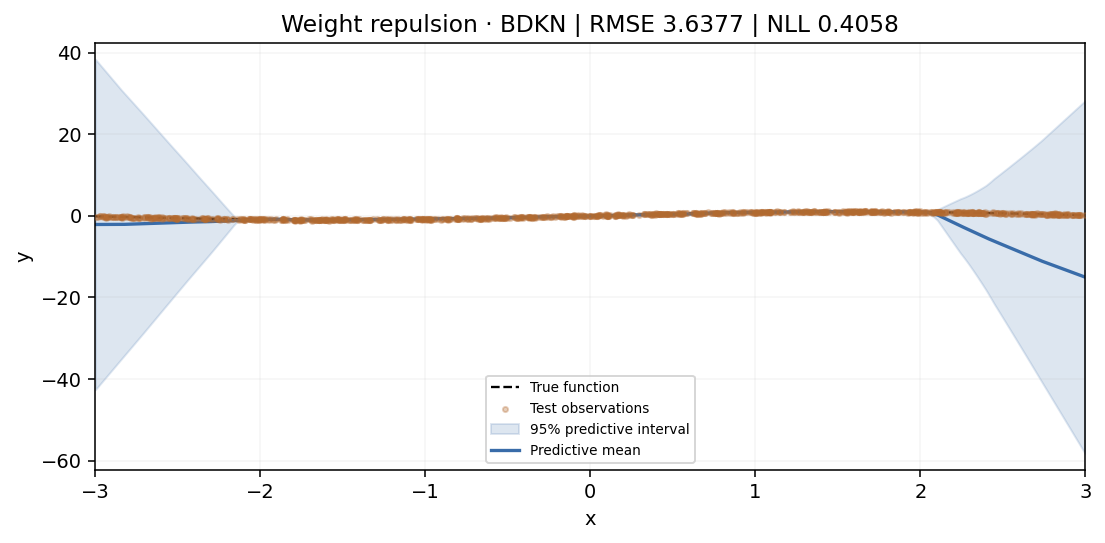 Weight repulsion · BDKN | RMSE 3.6377 | NLL 0.4058
40
20
0
−20
−40
−60
y
True function
Test observations
95% predictive interval
Predictive mean
−3 −2 −1 0 1 2 3
x